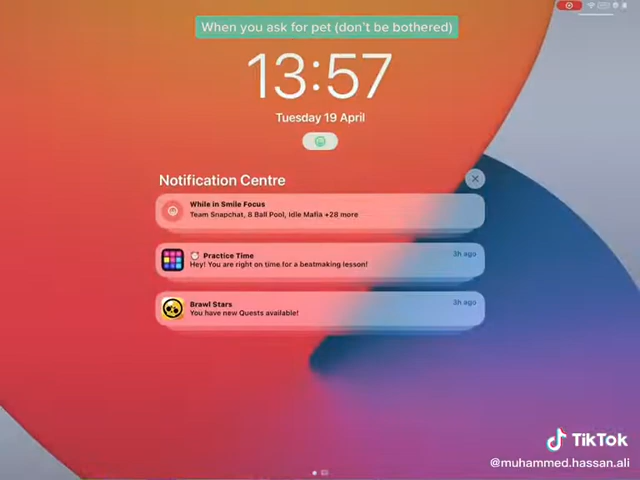 When you ask for pet (don't be bothered)
13:57
Tuesday 19 April
Notification Centre
While in Smile Focus
Team Snapchat, 8 Ball Pool, Idle Mafia +28 more
Practice Time
3h ago
Hey! You are right on time for a beatmaking lesson!
Brawl Stars
3h ago
You have new Quests available!
TikTok
@muhammed.hassan.ali